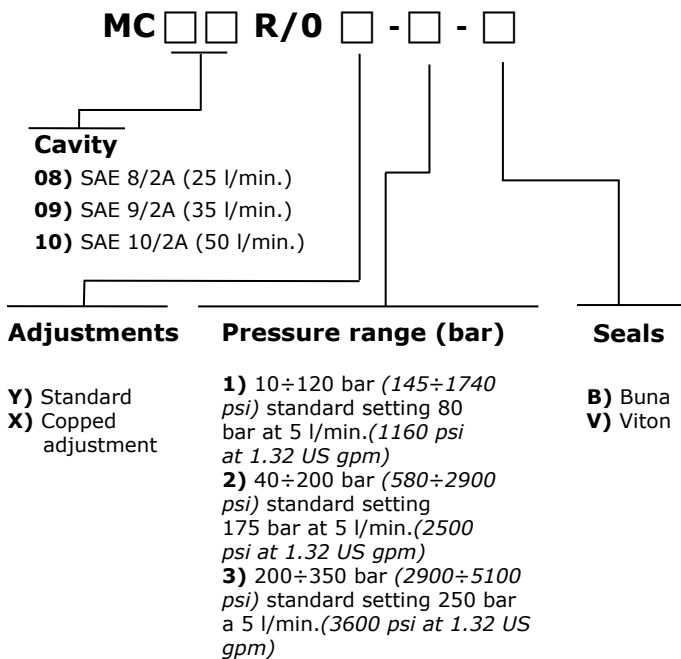 MC □□ R/0 □ - □ - □
Cavity
08) SAE 8/2A (25 l/min.)
09) SAE 9/2A (35 l/min.)
10) SAE 10/2A (50 l/min.)
Adjustments
Y) Standard
X) Copped
adjustment
Pressure range (bar)
1) 10÷120 bar (145÷1740
psi) standard setting 80
bar at 5 l/min.(1160 psi
at 1.32 US gpm)
2) 40÷200 bar (580÷2900
psi) standard setting
175 bar at 5 l/min.(2500
psi at 1.32 US gpm)
3) 200÷350 bar (2900÷5100
psi) standard setting 250 bar
a 5 l/min.(3600 psi at 1.32 US
gpm)
Seals
B) Buna
V) Viton